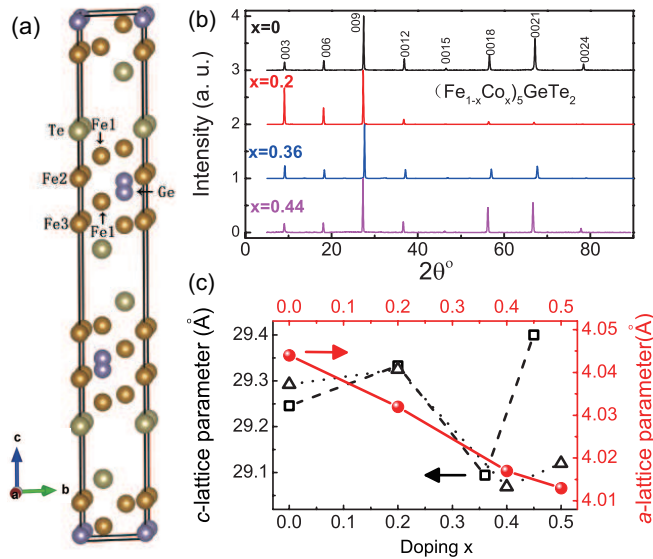 (a)
Te
Fe1
Fe2
Ge
Fe3
Fe1
c
a
b
(b)
Intensity (a. u.)
4
3
2
1
0
x=0
x=0.2
x=0.36
x=0.44
003
006
009
0012
0015
0018
0021
0024
(Fe1-xCox)5GeTe2
0
20
40
60
80
2θ°
(c)
0.0
0.1
0.2
0.3
0.4
0.5
c-lattice parameter (Å)
29.4
29.3
29.2
29.1
4.05
4.04
4.03
4.02
4.01
a-lattice parameter(Å)
0.0
0.1
0.2
0.3
0.4
0.5
Doping x